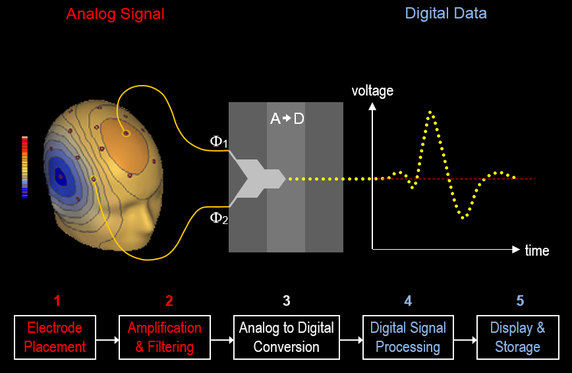 Analog Signal
Digital Data
voltage
A→D
Φ1
Φ2
time
1
2
3
4
5
Electrode
Placement
Amplification
& Filtering
Analog to Digital
Conversion
Digital Signal
Processing
Display &
Storage